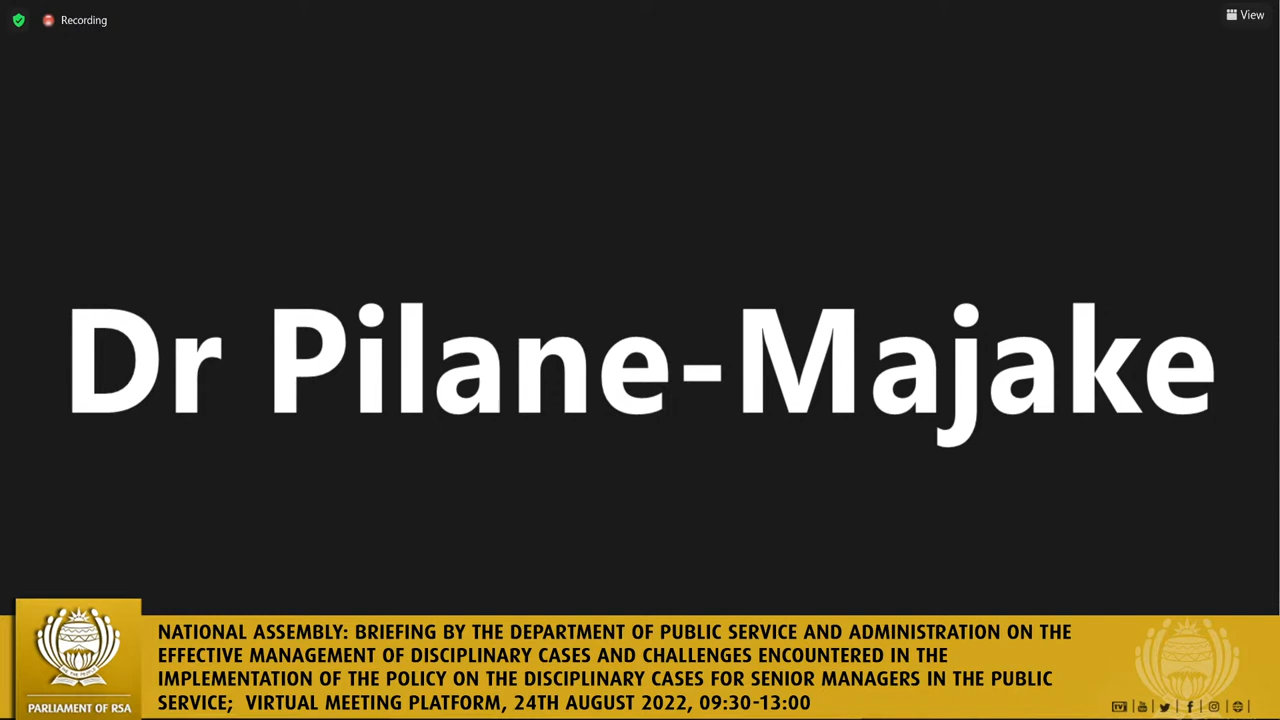 Recording
View
Dr Pilane-Majake
NATIONAL ASSEMBLY: BRIEFING BY THE DEPARTMENT OF PUBLIC SERVICE AND ADMINISTRATION ON THE
EFFECTIVE MANAGEMENT OF DISCIPLINARY CASES AND CHALLENGES ENCOUNTERED IN THE
IMPLEMENTATION OF THE POLICY ON THE DISCIPLINARY CASES FOR SENIOR MANAGERS IN THE PUBLIC
SERVICE; VIRTUAL MEETING PLATFORM, 24TH AUGUST 2022, 09:30-13:00
PARLIAMENT OF RSA